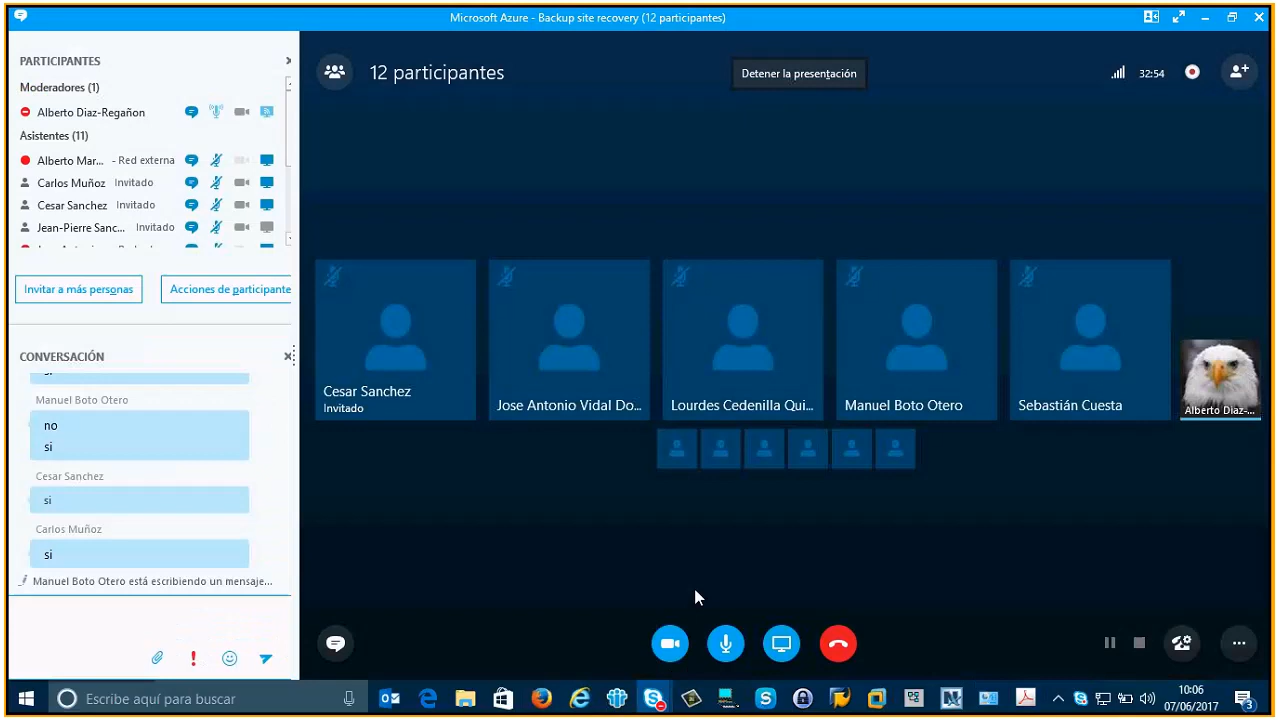 Microsoft Azure - Backup site recovery (12 participantes)
PARTICIPANTES
Moderadores (1)
Alberto Diaz-Regañon
Asistentes (11)
Alberto Mar... - Red externa
Carlos Muñoz Invitado
Cesar Sanchez Invitado
Jean-Pierre Sanc... Invitado
Invitar a más personas
Acciones de participante
CONVERSACIÓN
si
Manuel Boto Otero
no
si
Cesar Sanchez
si
Carlos Muñoz
si
Manuel Boto Otero está escribiendo un mensaje...
12 participantes
Detener la presentación
32:54
Cesar Sanchez
Invitado
Jose Antonio Vidal Do...
Lourdes Cedenilla Qui...
Manuel Boto Otero
Sebastián Cuesta
Alberto Diaz-...
Escribe aquí para buscar
10:06
07/06/2017
3